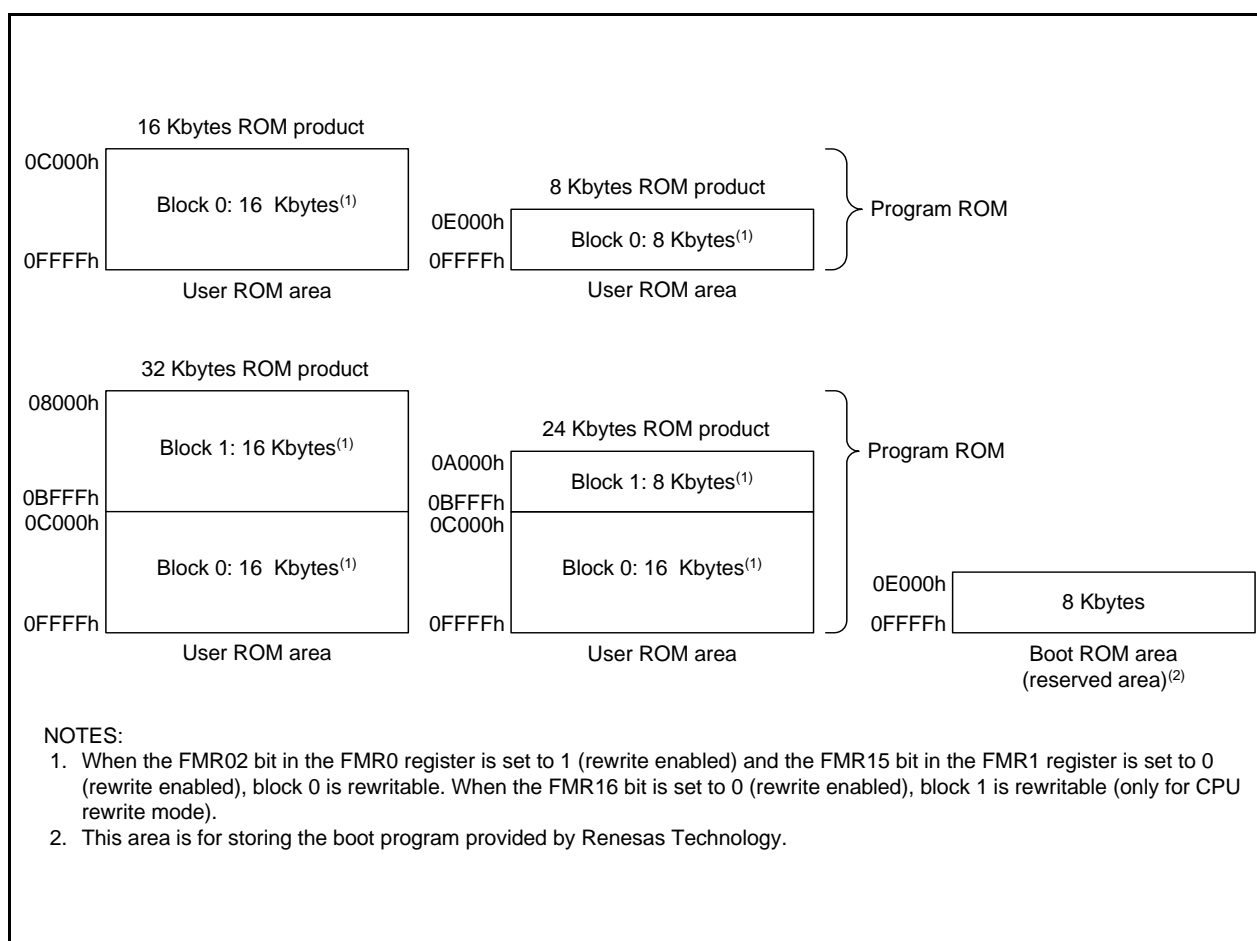 16 Kbytes ROM product
0C000h
Block 0: 16 Kbytes(1)
0FFFFh
User ROM area
8 Kbytes ROM product
0E000h
Block 0: 8 Kbytes(1)
0FFFFh
User ROM area
Program ROM
32 Kbytes ROM product
08000h
Block 1: 16 Kbytes(1)
0BFFFh
0C000h
Block 0: 16 Kbytes(1)
0FFFFh
User ROM area
24 Kbytes ROM product
0A000h
Block 1: 8 Kbytes(1)
0BFFFh
0C000h
Block 0: 16 Kbytes(1)
0FFFFh
User ROM area
Program ROM
0E000h
8 Kbytes
0FFFFh
Boot ROM area
(reserved area)(2)
NOTES:
1. When the FMR02 bit in the FMR0 register is set to 1 (rewrite enabled) and the FMR15 bit in the FMR1 register is set to 0
(rewrite enabled), block 0 is rewritable. When the FMR16 bit is set to 0 (rewrite enabled), block 1 is rewritable (only for CPU
rewrite mode).
2. This area is for storing the boot program provided by Renesas Technology.